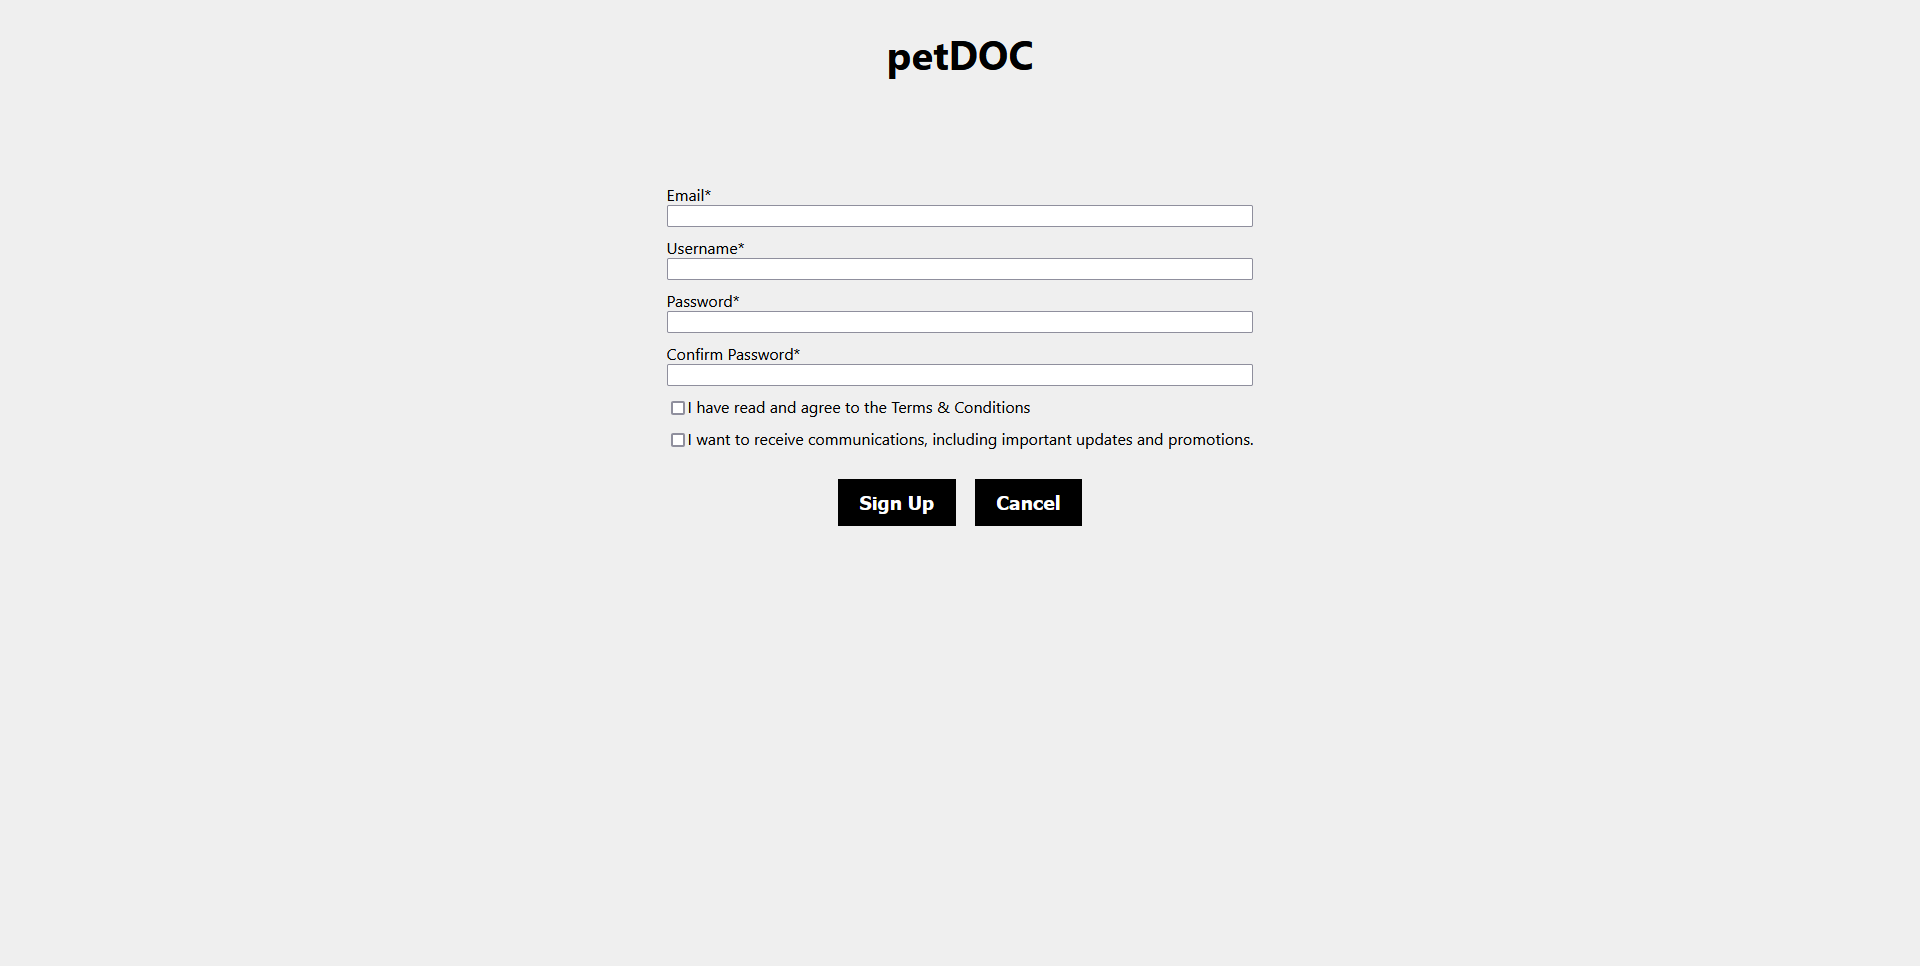 petDOC
Email*
Username*
Password*
Confirm Password*
I have read and agree to the Terms & Conditions
I want to receive communications, including important updates and promotions.
Sign Up Cancel